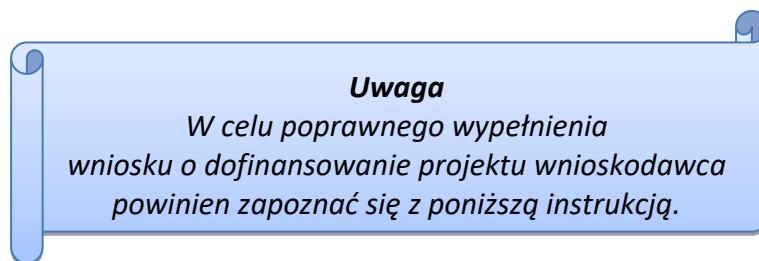 Uwaga
W celu poprawnego wypełnienia
wniosku o dofinansowanie projektu wnioskodawca
powinien zapoznać się z poniższą instrukcją.